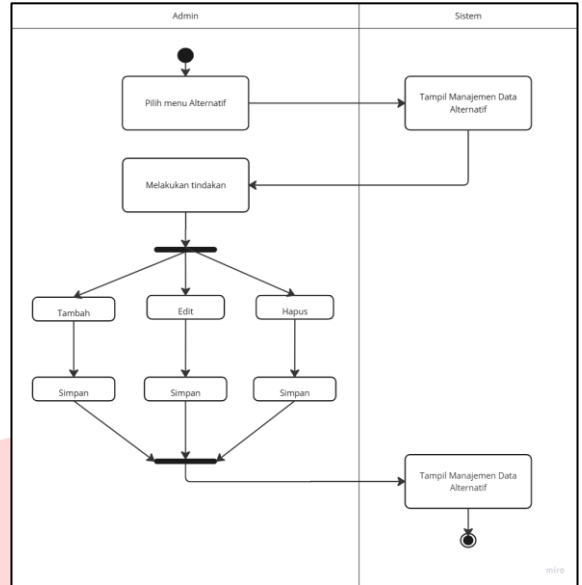 Admin
Sistem
Pilih menu Alternatif
Tampil Manajemen Data
Alternatif
Melakukan tindakan
Tambah
Edit
Hapus
Simpan
Simpan
Simpan
Tampil Manajemen Data
Alternatif
miro